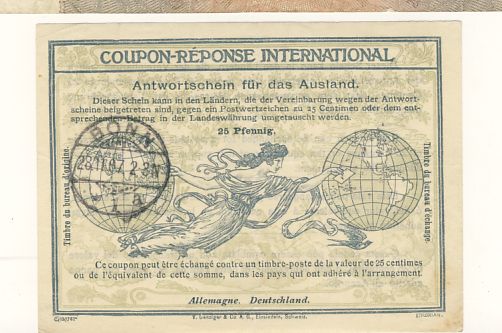 COUPON-RÉPONSE INTERNATIONAL
Antwortschein für das Ausland.
Dieser Schein kann in den Ländern, die der Vereinbarung wegen der Antwort-
scheine beigetreten sind, gegen ein Postwertzeichen zu 25 Centimen oder dem ent-
sprechenden Betrag in der Landeswährung umgetauscht werden.
25 Pfennig.
BONN
Timbre du bureau d'origine.
Timbre du bureau d'échange.
Ce coupon peut être échangé contre un timbre-poste de la valeur de 25 centimes
ou de l'équivalent de cette somme, dans les pays qui ont adhéré à l'arrangement.
Allemagne. Deutschland.
Benziger & Co. A. G., Einsiedeln, Schweiz.